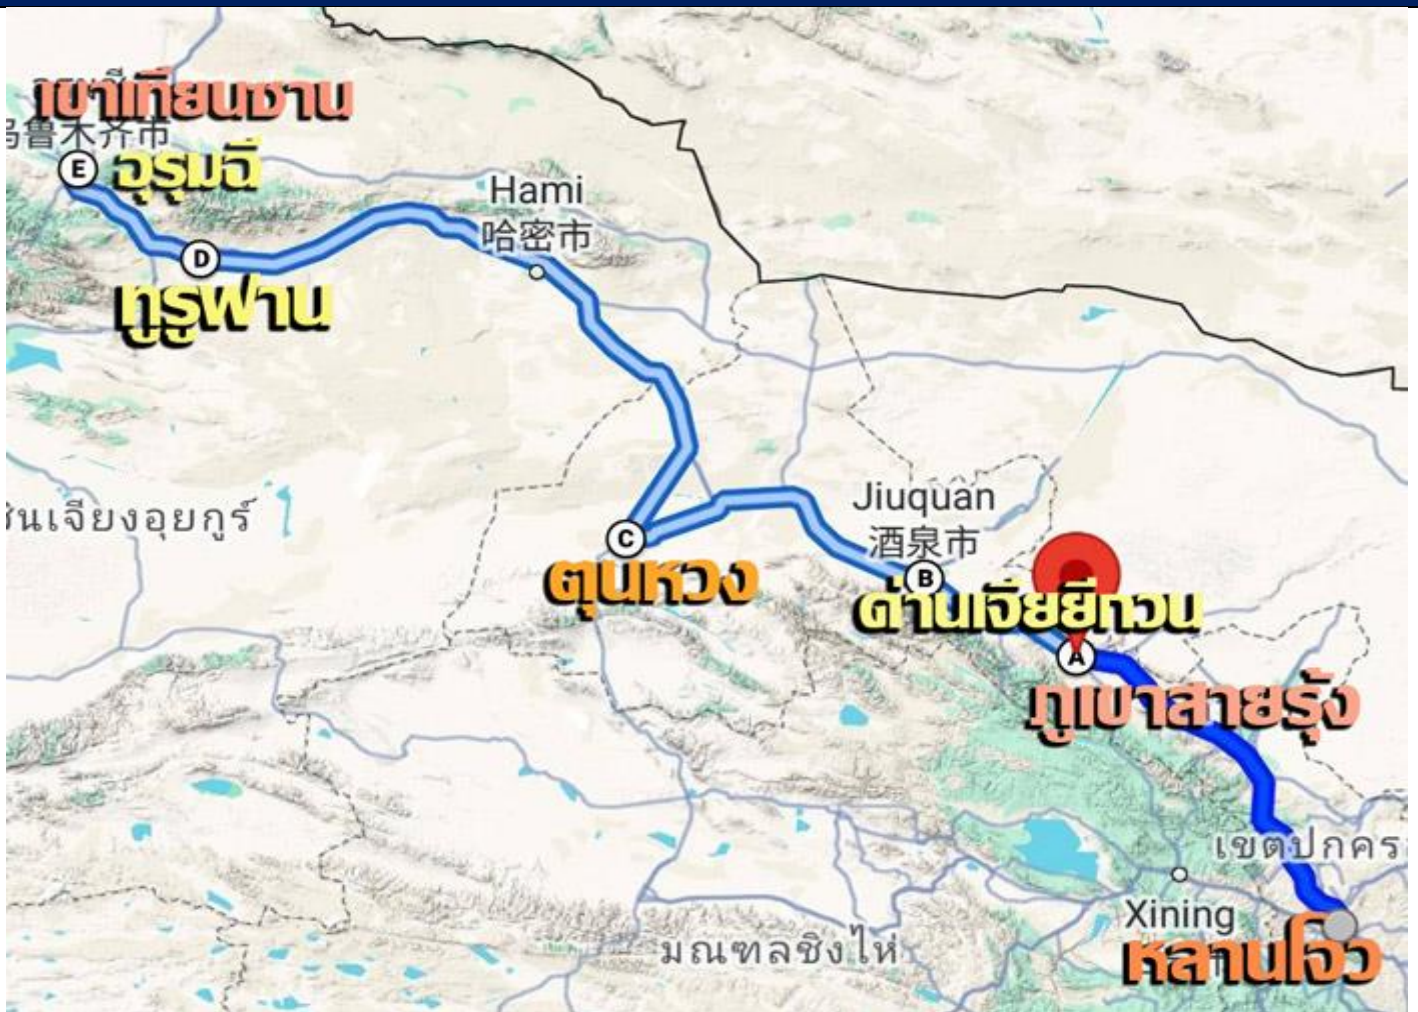 เขาเทียนซาน
乌鲁木齐市
E
อุรุมฉี
Hami
哈密市
D
ทูรูฟาน
Jiuquan
酒泉市
ซินเจียงอุยกูร์
C
ตุนหวง
B
ด่านเจียยี่กวน
A
ภูเขาสายรุ้ง
เขตปกคร
Xining
มณฑลชิงไห่
หลานโจว